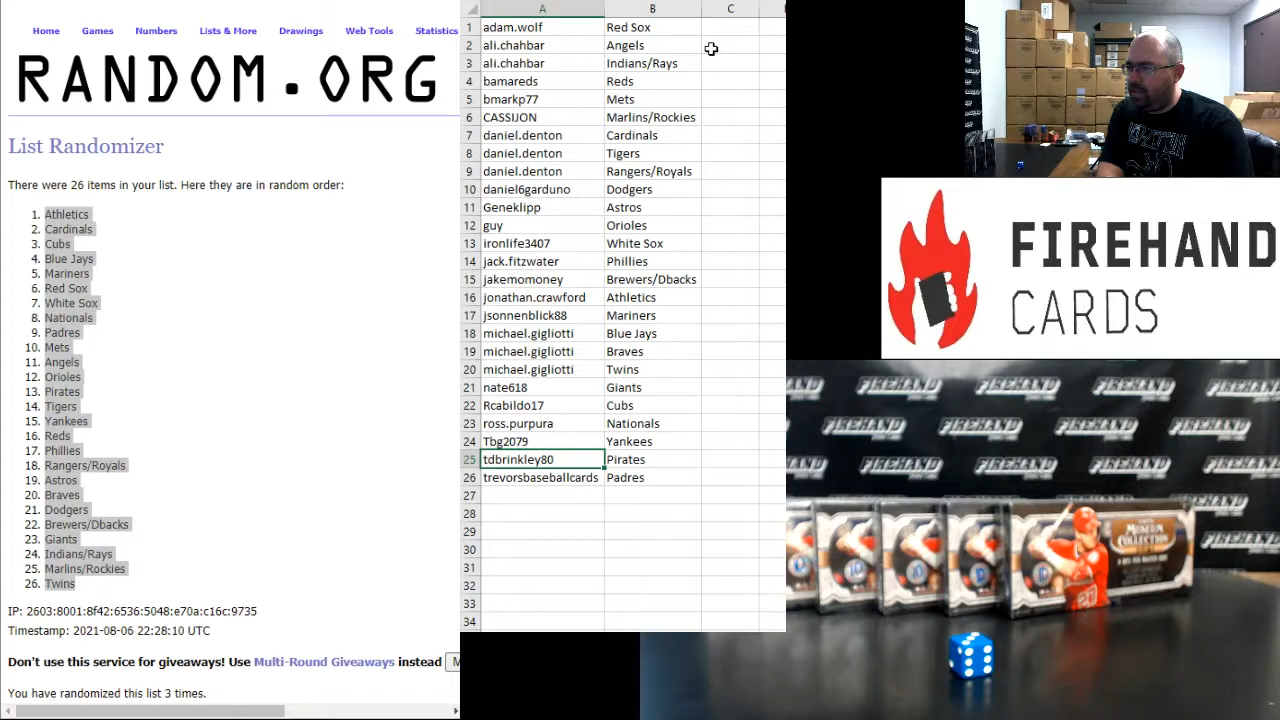 Home Games Numbers Lists & More Drawings Web Tools Statistics
RANDOM.ORG
List Randomizer
There were 26 items in your list. Here they are in random order:
1. Athletics
2. Cardinals
3. Cubs
4. Blue Jays
5. Mariners
6. Red Sox
7. White Sox
8. Nationals
9. Padres
10. Mets
11. Angels
12. Orioles
13. Pirates
14. Tigers
15. Yankees
16. Reds
17. Phillies
18. Rangers/Royals
19. Astros
20. Braves
21. Dodgers
22. Brewers/Dbacks
23. Giants
24. Indians/Rays
25. Marlins/Rockies
26. Twins
IP: 2603:8001:8f42:6536:5048:e70a:c16c:9735
Timestamp: 2021-08-06 22:28:10 UTC
Don't use this service for giveaways! Use Multi-Round Giveaways instead
You have randomized this list 3 times.
A B C
1 adam.wolf Red Sox
2 ali.chahbar Angels
3 ali.chahbar Indians/Rays
4 bamareds Reds
5 bmarkp77 Mets
6 CASSIJON Marlins/Rockies
7 daniel.denton Cardinals
8 daniel.denton Tigers
9 daniel.denton Rangers/Royals
10 daniel6garduno Dodgers
11 Geneklipp Astros
12 guy Orioles
13 ironlife3407 White Sox
14 jack.fitzwater Phillies
15 jakemomoney Brewers/Dbacks
16 jonathan.crawford Athletics
17 jsonnenblick88 Mariners
18 michael.gigliotti Blue Jays
19 michael.gigliotti Braves
20 michael.gigliotti Twins
21 nate618 Giants
22 Rcabildo17 Cubs
23 ross.purpura Nationals
24 Tbg2079 Yankees
25 tdbrinkley80 Pirates
26 trevorsbaseballcards Padres
27
28
29
30
31
32
33
34
FIREHAND
CARDS
FIREHAND FIREHAND FIREHAND
MUSEUM
COLLECTION